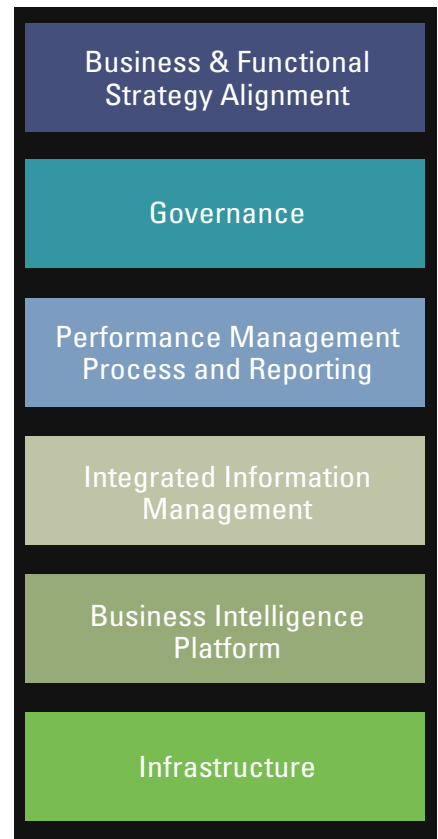 Business & Functional
Strategy Alignment
Governance
Performance Management
Process and Reporting
Integrated Information
Management
Business Intelligence
Platform
Infrastructure